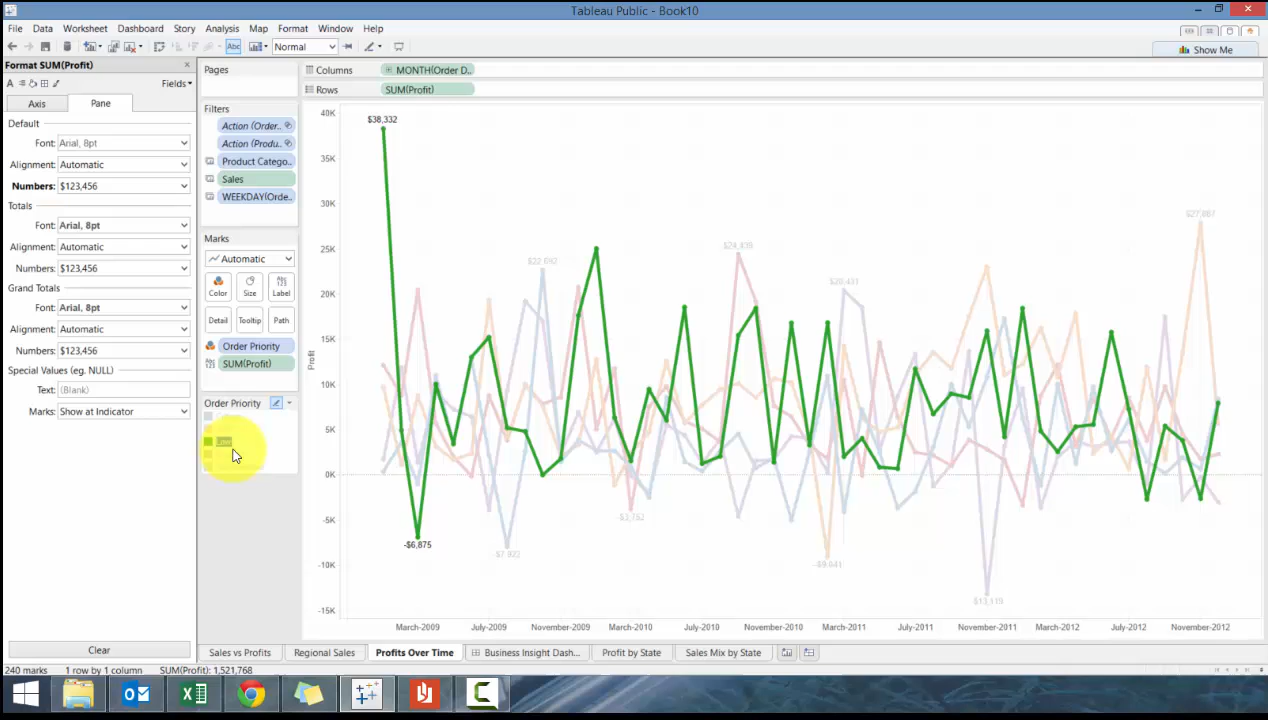 Tableau Public - Book10
File Data Worksheet Dashboard Story Analysis Map Format Window Help
Abc Normal Show Me
Format SUM(Profit)
Fields
Axis Pane
Default
Font: Arial, 8pt
Alignment: Automatic
Numbers: $123,456
Totals
Font: Arial, 8pt
Alignment: Automatic
Numbers: $123,456
Grand Totals
Font: Arial, 8pt
Alignment: Automatic
Numbers: $123,456
Special Values (eg. NULL)
Text: (Blank)
Marks: Show at Indicator
Clear
Pages
Filters
Action (Order..
Action (Produ..
Product Catego..
Sales
WEEKDAY(Orde..
Marks
Automatic
Color Size Label
Detail Tooltip Path
Order Priority
SUM(Profit)
Order Priority
Columns MONTH(Order D..
Rows SUM(Profit)
40K
35K
30K
25K
20K
15K
10K
5K
0K
-5K
-10K
-15K
Profit
$38,332
-$6,875
$24,436
$20,431
-$3,752
-$7,922
-$9,041
$13,119
March-2009 July-2009 November-2009 March-2010 July-2010 November-2010 March-2011 July-2011 November-2011 March-2012 July-2012 November-2012
Sales vs Profits Regional Sales Profits Over Time Business Insight Dash... Profit by State Sales Mix by State
240 marks 1 row by 1 column SUM(Profit): 1,521,768